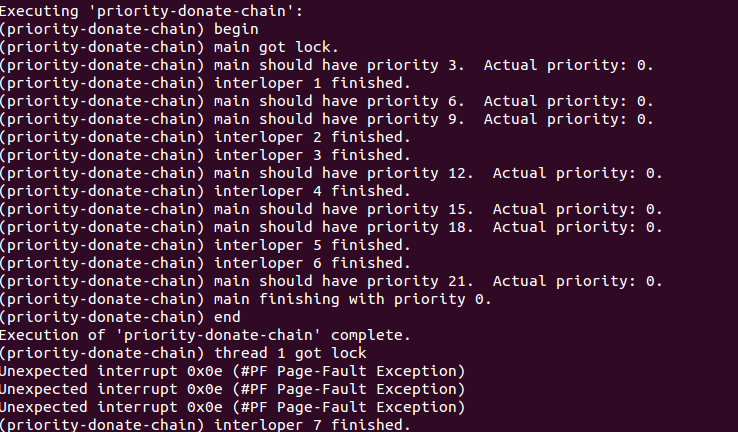 Executing 'priority-donate-chain':
(priority-donate-chain) begin
(priority-donate-chain) main got lock.
(priority-donate-chain) main should have priority 3.  Actual priority: 0.
(priority-donate-chain) interloper 1 finished.
(priority-donate-chain) main should have priority 6.  Actual priority: 0.
(priority-donate-chain) main should have priority 9.  Actual priority: 0.
(priority-donate-chain) interloper 2 finished.
(priority-donate-chain) interloper 3 finished.
(priority-donate-chain) main should have priority 12.  Actual priority: 0.
(priority-donate-chain) interloper 4 finished.
(priority-donate-chain) main should have priority 15.  Actual priority: 0.
(priority-donate-chain) main should have priority 18.  Actual priority: 0.
(priority-donate-chain) interloper 5 finished.
(priority-donate-chain) interloper 6 finished.
(priority-donate-chain) main should have priority 21.  Actual priority: 0.
(priority-donate-chain) main finishing with priority 0.
(priority-donate-chain) end
Execution of 'priority-donate-chain' complete.
(priority-donate-chain) thread 1 got lock
Unexpected interrupt 0x0e (#PF Page-Fault Exception)
Unexpected interrupt 0x0e (#PF Page-Fault Exception)
Unexpected interrupt 0x0e (#PF Page-Fault Exception)
(priority-donate-chain) interloper 7 finished.